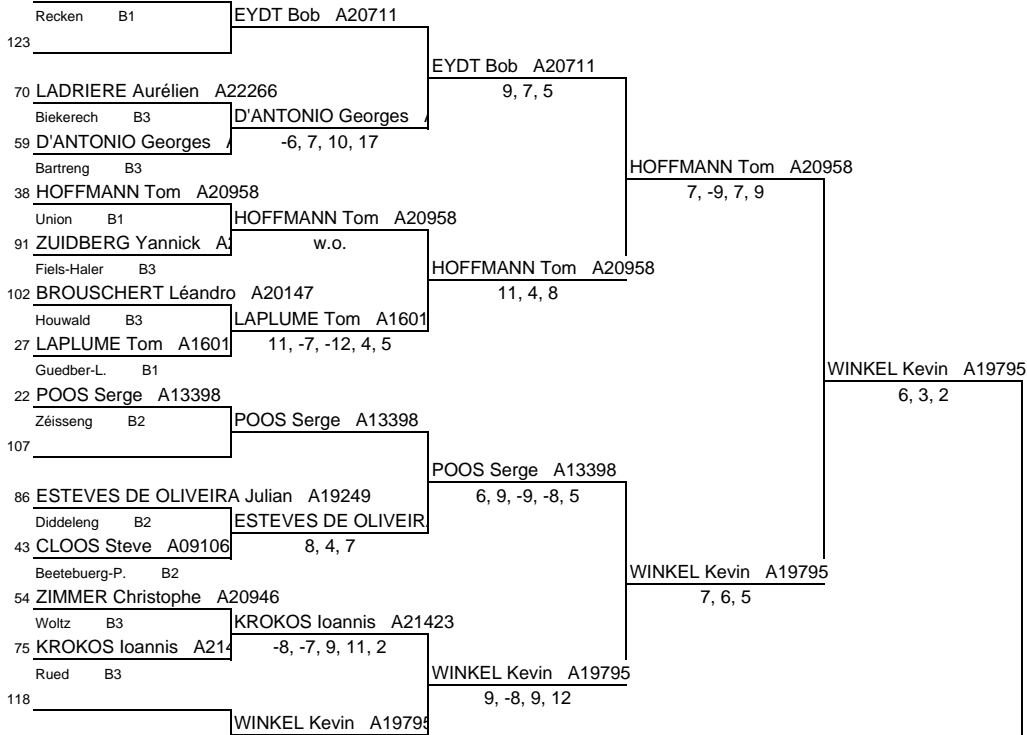 Recken B1
EYDT Bob A20711
123
EYDT Bob A20711
9, 7, 5
70 LADRIERE Aurélien A22266
Biekerech B3
D'ANTONIO Georges
59 D'ANTONIO Georges
-6, 7, 10, 17
Bartreng B3
HOFFMANN Tom A20958
7, -9, 7, 9
38 HOFFMANN Tom A20958
Union B1
HOFFMANN Tom A20958
91 ZUIDBERG Yannick
w.o.
Fiels-Haler B3
HOFFMANN Tom A20958
11, 4, 8
102 BROUSCHERT Léandro A20147
Houwald B3
LAPLUME Tom A1601
27 LAPLUME Tom A1601
11, -7, -12, 4, 5
Guedber-L. B1
WINKEL Kevin A19795
6, 3, 2
22 POOS Serge A13398
Zéisseng B2
POOS Serge A13398
107
POOS Serge A13398
6, 9, -9, -8, 5
86 ESTEVES DE OLIVEIRA Julian A19249
Diddeleng B2
ESTEVES DE OLIVEIR
43 CLOOS Steve A09106
8, 4, 7
Beetebuerg-P. B2
WINKEL Kevin A19795
7, 6, 5
54 ZIMMER Christophe A20946
Woltz B3
KROKOS Ioannis A21423
75 KROKOS Ioannis A214
-8, -7, 9, 11, 2
Rued B3
WINKEL Kevin A19795
9, -8, 9, 12
118
WINKEL Kevin A19795